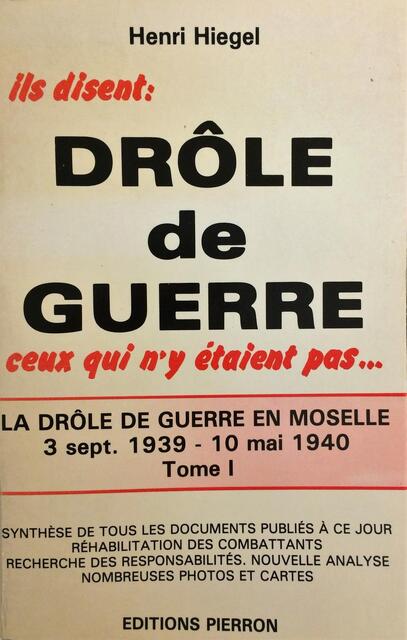 Henri Hiegel
ils disent:
DRÔLE
de
GUERRE
ceux qui n'y étaient pas...
LA DRÔLE DE GUERRE EN MOSELLE
3 sept. 1939 - 10 mai 1940
Tome I
SYNTHÈSE DE TOUS LES DOCUMENTS PUBLIÉS À CE JOUR
RÉHABILITATION DES COMBATTANTS
RECHERCHE DES RESPONSABILITÉS. NOUVELLE ANALYSE
NOMBREUSES PHOTOS ET CARTES
EDITIONS PIERRON